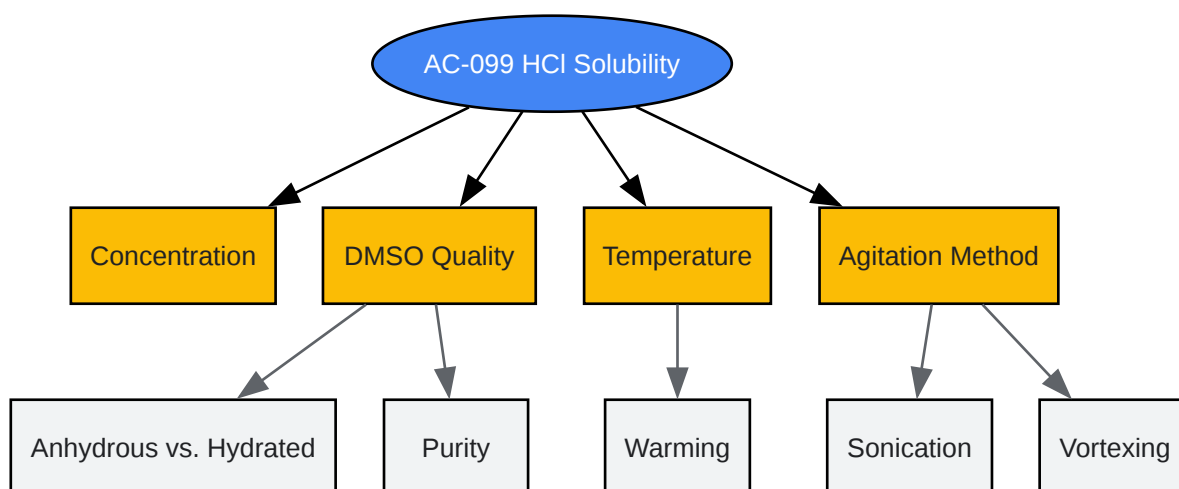 AC-099 HCl Solubility
Concentration
DMSO Quality
Temperature
Agitation Method
Anhydrous vs. Hydrated
Purity
Warming
Sonication
Vortexing